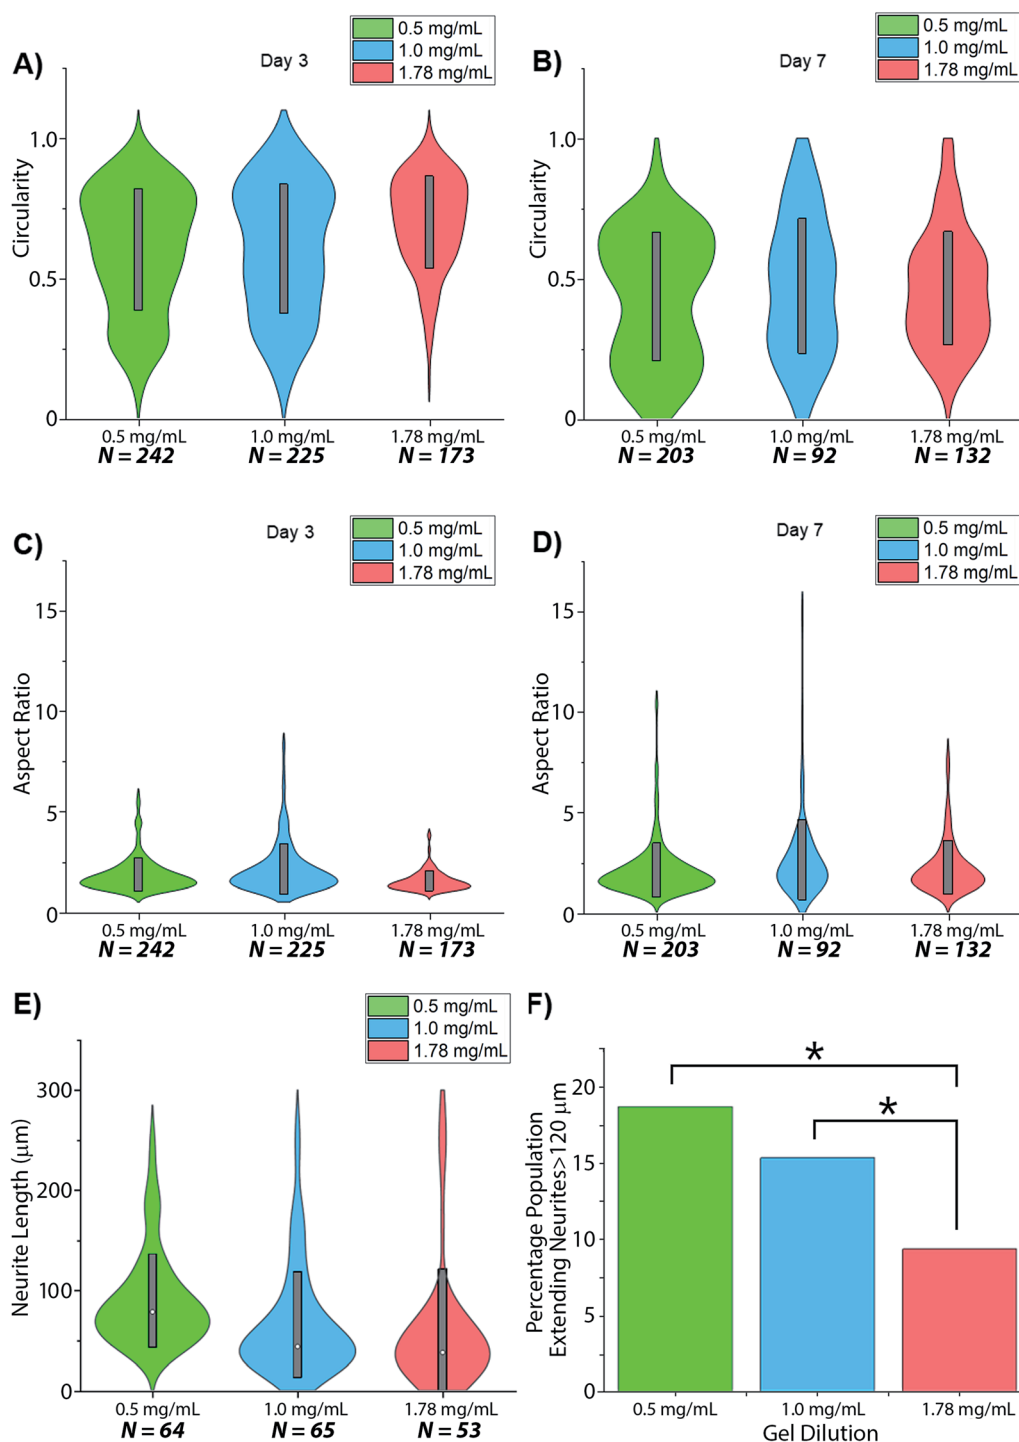 A)
Day 3
0.5 mg/mL
1.0 mg/mL
1.78 mg/mL
Circularity
1.0
0.5
0
0.5 mg/mL
1.0 mg/mL
1.78 mg/mL
N = 242
N = 225
N = 173
B)
Day 7
0.5 mg/mL
1.0 mg/mL
1.78 mg/mL
Circularity
1.0
0.5
0
0.5 mg/mL
1.0 mg/mL
1.78 mg/mL
N = 203
N = 92
N = 132
C)
Day 3
0.5 mg/mL
1.0 mg/mL
1.78 mg/mL
Aspect Ratio
15
10
5
0
0.5 mg/mL
1.0 mg/mL
1.78 mg/mL
N = 242
N = 225
N = 173
D)
Day 7
0.5 mg/mL
1.0 mg/mL
1.78 mg/mL
Aspect Ratio
15
10
5
0
0.5 mg/mL
1.0 mg/mL
1.78 mg/mL
N = 203
N = 92
N = 132
E)
0.5 mg/mL
1.0 mg/mL
1.78 mg/mL
Neurite Length (μm)
300
200
100
0
0.5 mg/mL
1.0 mg/mL
1.78 mg/mL
N = 64
N = 65
N = 53
F)
Percentage Population
Extending Neurites>120 μm
20
15
10
5
0
*
*
0.5 mg/mL
1.0 mg/mL
1.78 mg/mL
Gel Dilution